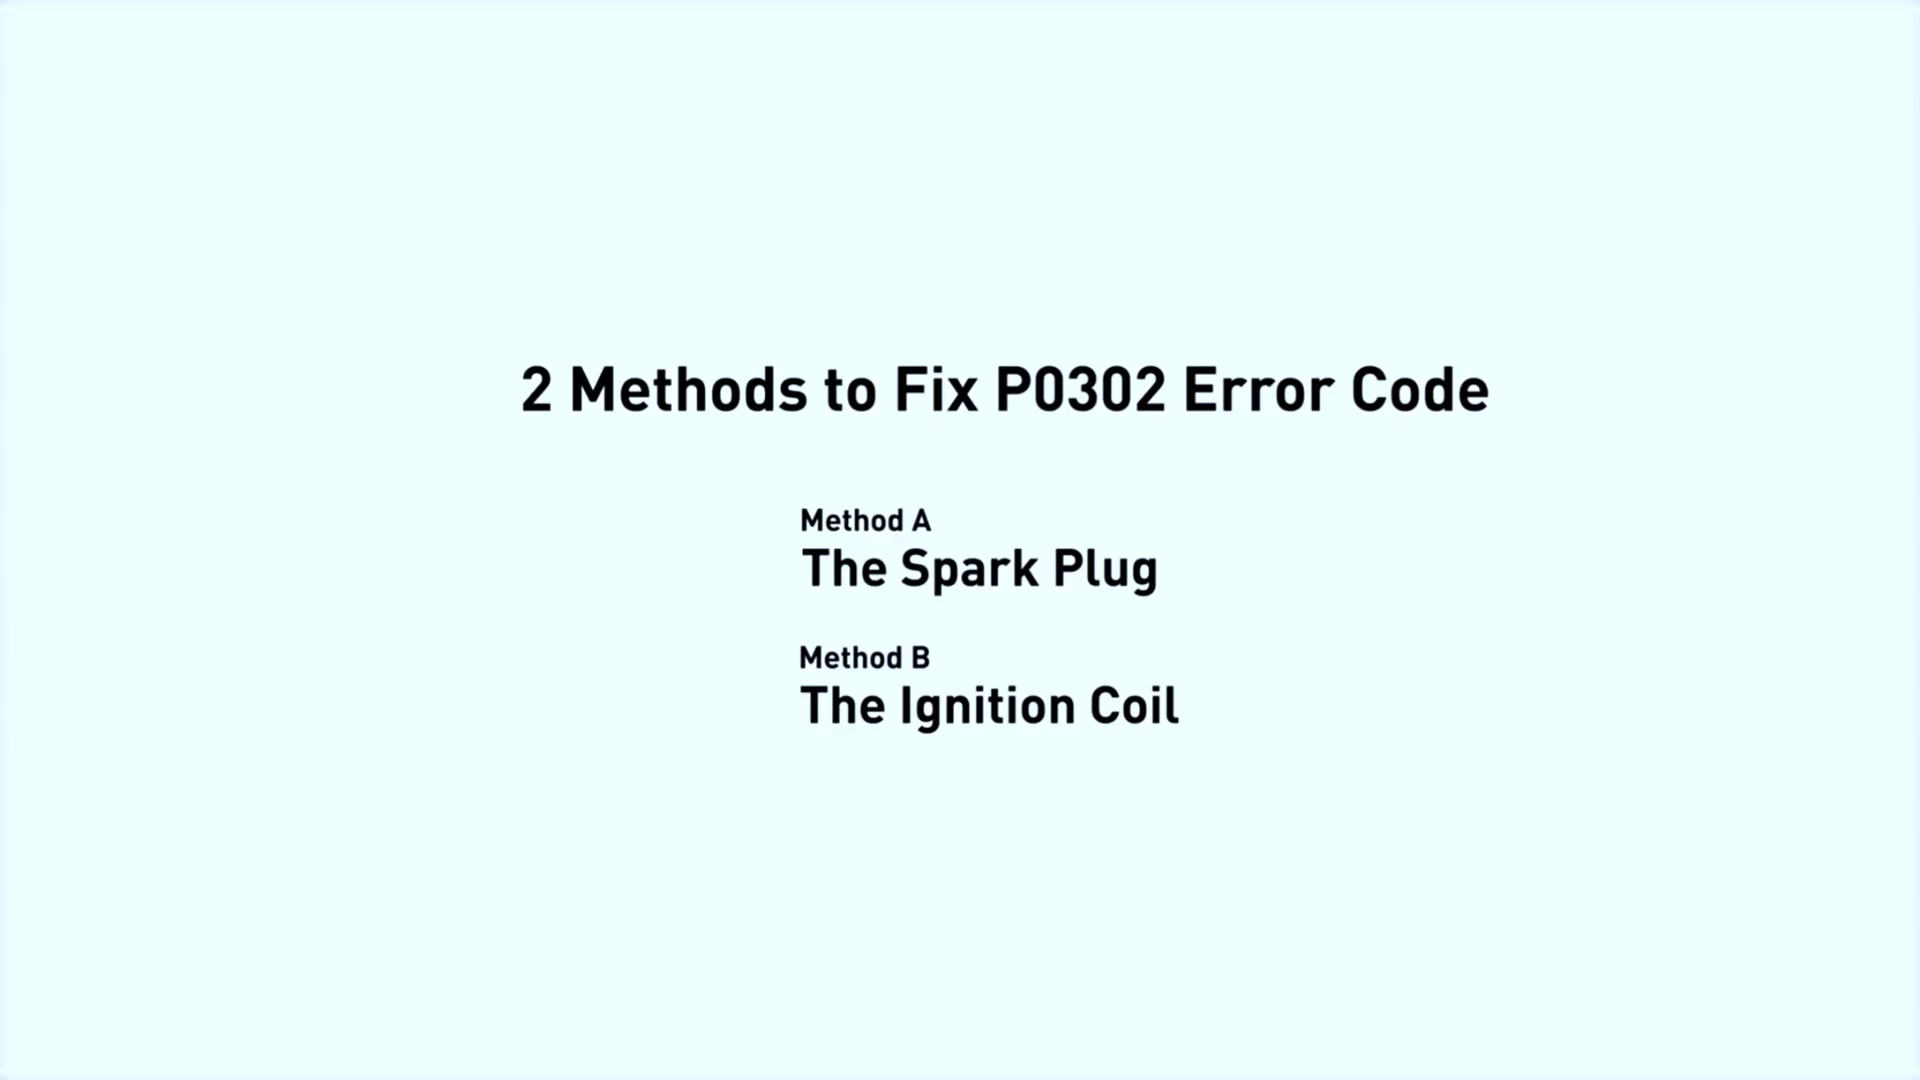 2 Methods to Fix P0302 Error Code
Method A
The Spark Plug
Method B
The Ignition Coil